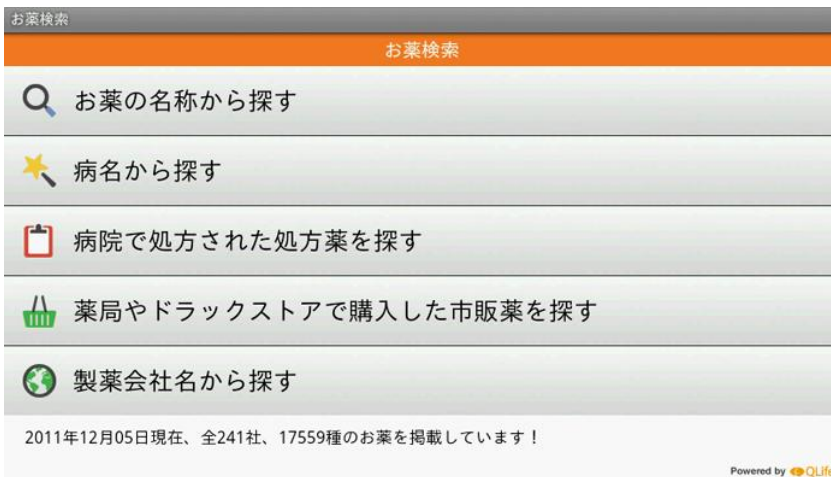 お薬検索
お薬検索
お薬の名称から探す
病名から探す
病院で処方された処方薬を探す
薬局やドラックストアで購入した市販薬を探す
製薬会社名から探す
2011年12月05日現在、全241社、17559種のお薬を掲載しています！
Powered by QLife